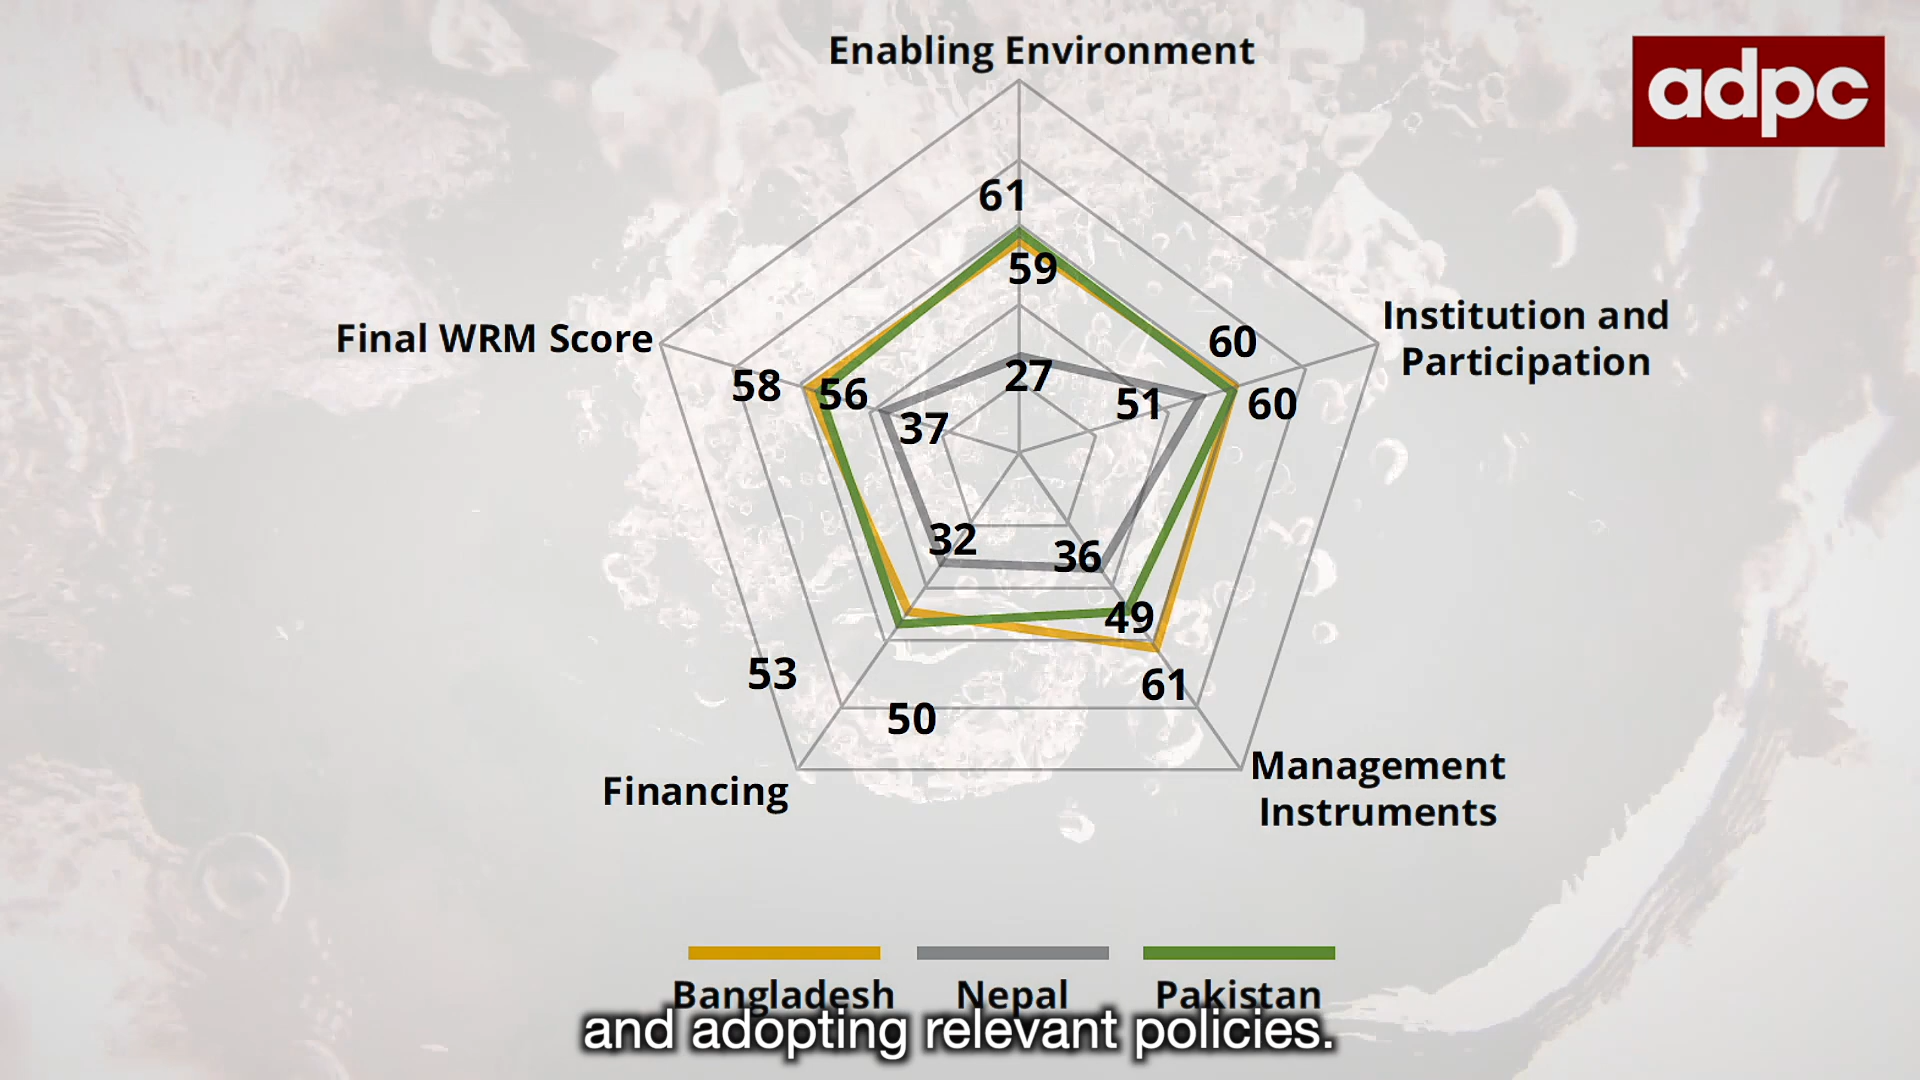 Enabling Environment
adpc
61
59
Institution and
Participation
60
Final WRM Score
58
56
27
51
60
37
32
36
49
53
61
50
Management
Instruments
Financing
Bangladesh
Nepal
Pakistan
and adopting relevant policies.